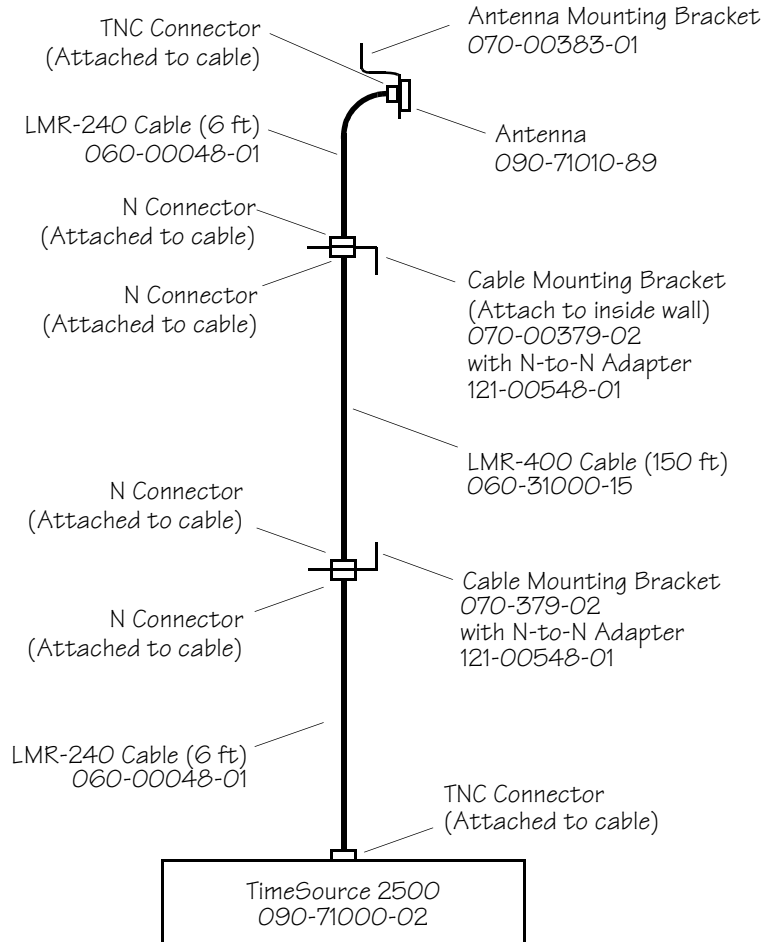 TNC Connector
(Attached to cable)
Antenna Mounting Bracket
070-00383-01
LMR-240 Cable (6 ft)
060-00048-01
Antenna
090-71010-89
N Connector
(Attached to cable)
N Connector
(Attached to cable)
Cable Mounting Bracket
(Attach to inside wall)
070-00379-02
with N-to-N Adapter
121-00548-01
LMR-400 Cable (150 ft)
060-31000-15
N Connector
(Attached to cable)
N Connector
(Attached to cable)
Cable Mounting Bracket
070-379-02
with N-to-N Adapter
121-00548-01
LMR-240 Cable (6 ft)
060-00048-01
TNC Connector
(Attached to cable)
TimeSource 2500
090-71000-02